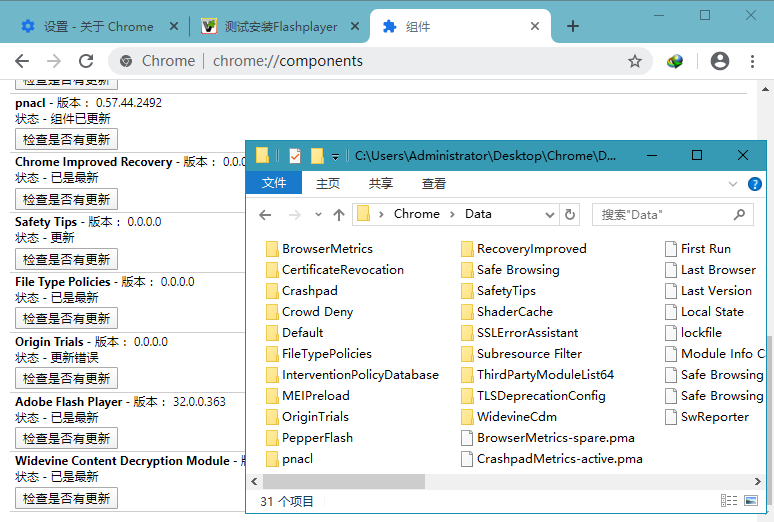 设置 - 关于 Chrome
测试安装Flashplayer
组件
Chrome
chrome://components
检查是否有更新
pnacl - 版本： 0.57.44.2492
状态 - 组件已更新
检查是否有更新
Chrome Improved Recovery - 版本： 0.0.0
状态 - 已是最新
检查是否有更新
Safety Tips - 版本： 0.0.0.0
状态 - 更新
检查是否有更新
File Type Policies - 版本： 0.0.0.0
状态 - 已是最新
检查是否有更新
Origin Trials - 版本： 0.0.0.0
状态 - 更新错误
检查是否有更新
Adobe Flash Player - 版本： 32.0.0.363
状态 - 已是最新
检查是否有更新
Widevine Content Decryption Module -
状态 - 已是最新
检查是否有更新
C:\Users\Administrator\Desktop\Chrome\D...
文件 主页 共享 查看
Chrome Data
搜索"Data"
BrowserMetrics
CertificateRevocation
Crashpad
Crowd Deny
Default
FileTypePolicies
InterventionPolicyDatabase
MEIPreload
OriginTrials
PepperFlash
pnacl
RecoveryImproved
Safe Browsing
SafetyTips
ShaderCache
SSLErrorAssistant
Subresource Filter
ThirdPartyModuleList64
TLSDeprecationConfig
WidevineCdm
BrowserMetrics-spare.pma
CrashpadMetrics-active.pma
First Run
Last Browser
Last Version
Local State
lockfile
Module Info C
Safe Browsing
Safe Browsing
SwReporter
31 个项目